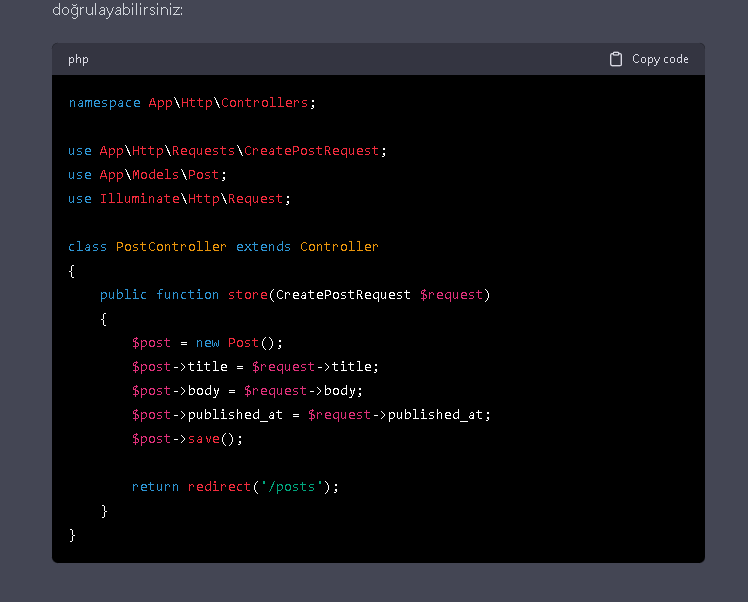 doğrulayabilirsiniz:
php
Copy code
namespace App\Http\Controllers;
use App\Http\Requests\CreatePostRequest;
use App\Models\Post;
use Illuminate\Http\Request;
class PostController extends Controller
{
    public function store(CreatePostRequest $request)
    {
        $post = new Post();
        $post->title = $request->title;
        $post->body = $request->body;
        $post->published_at = $request->published_at;
        $post->save();
        return redirect('/posts');
    }
}